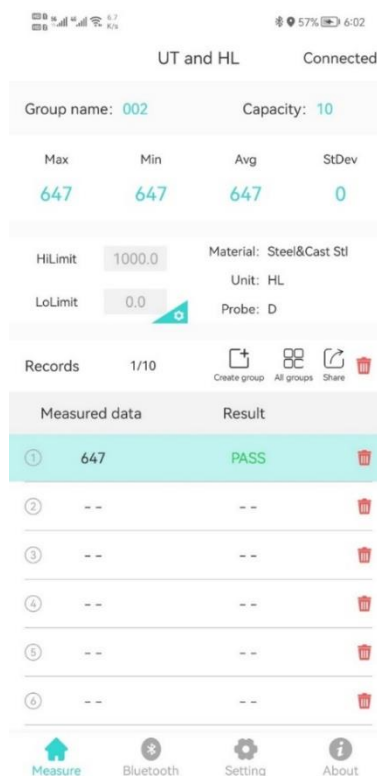 6.7
K/s
57% 6:02
UT and HL Connected
Group name: 002 Capacity: 10
Max Min Avg StDev
647 647 647 0
HiLimit 1000.0
LoLimit 0.0
Material: Steel&Cast Stl
Unit: HL
Probe: D
Records 1/10 Create group All groups Share
Measured data Result
1 647 PASS
2 -- --
3 -- --
4 -- --
5 -- --
6 -- --
Measure Bluetooth Setting About